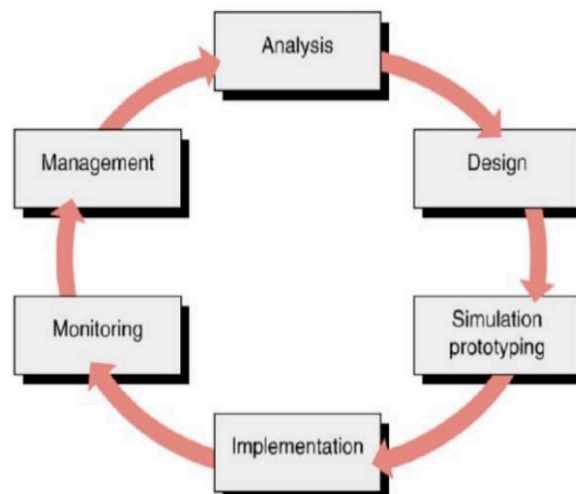 Analysis
Design
Simulation
prototyping
Implementation
Monitoring
Management